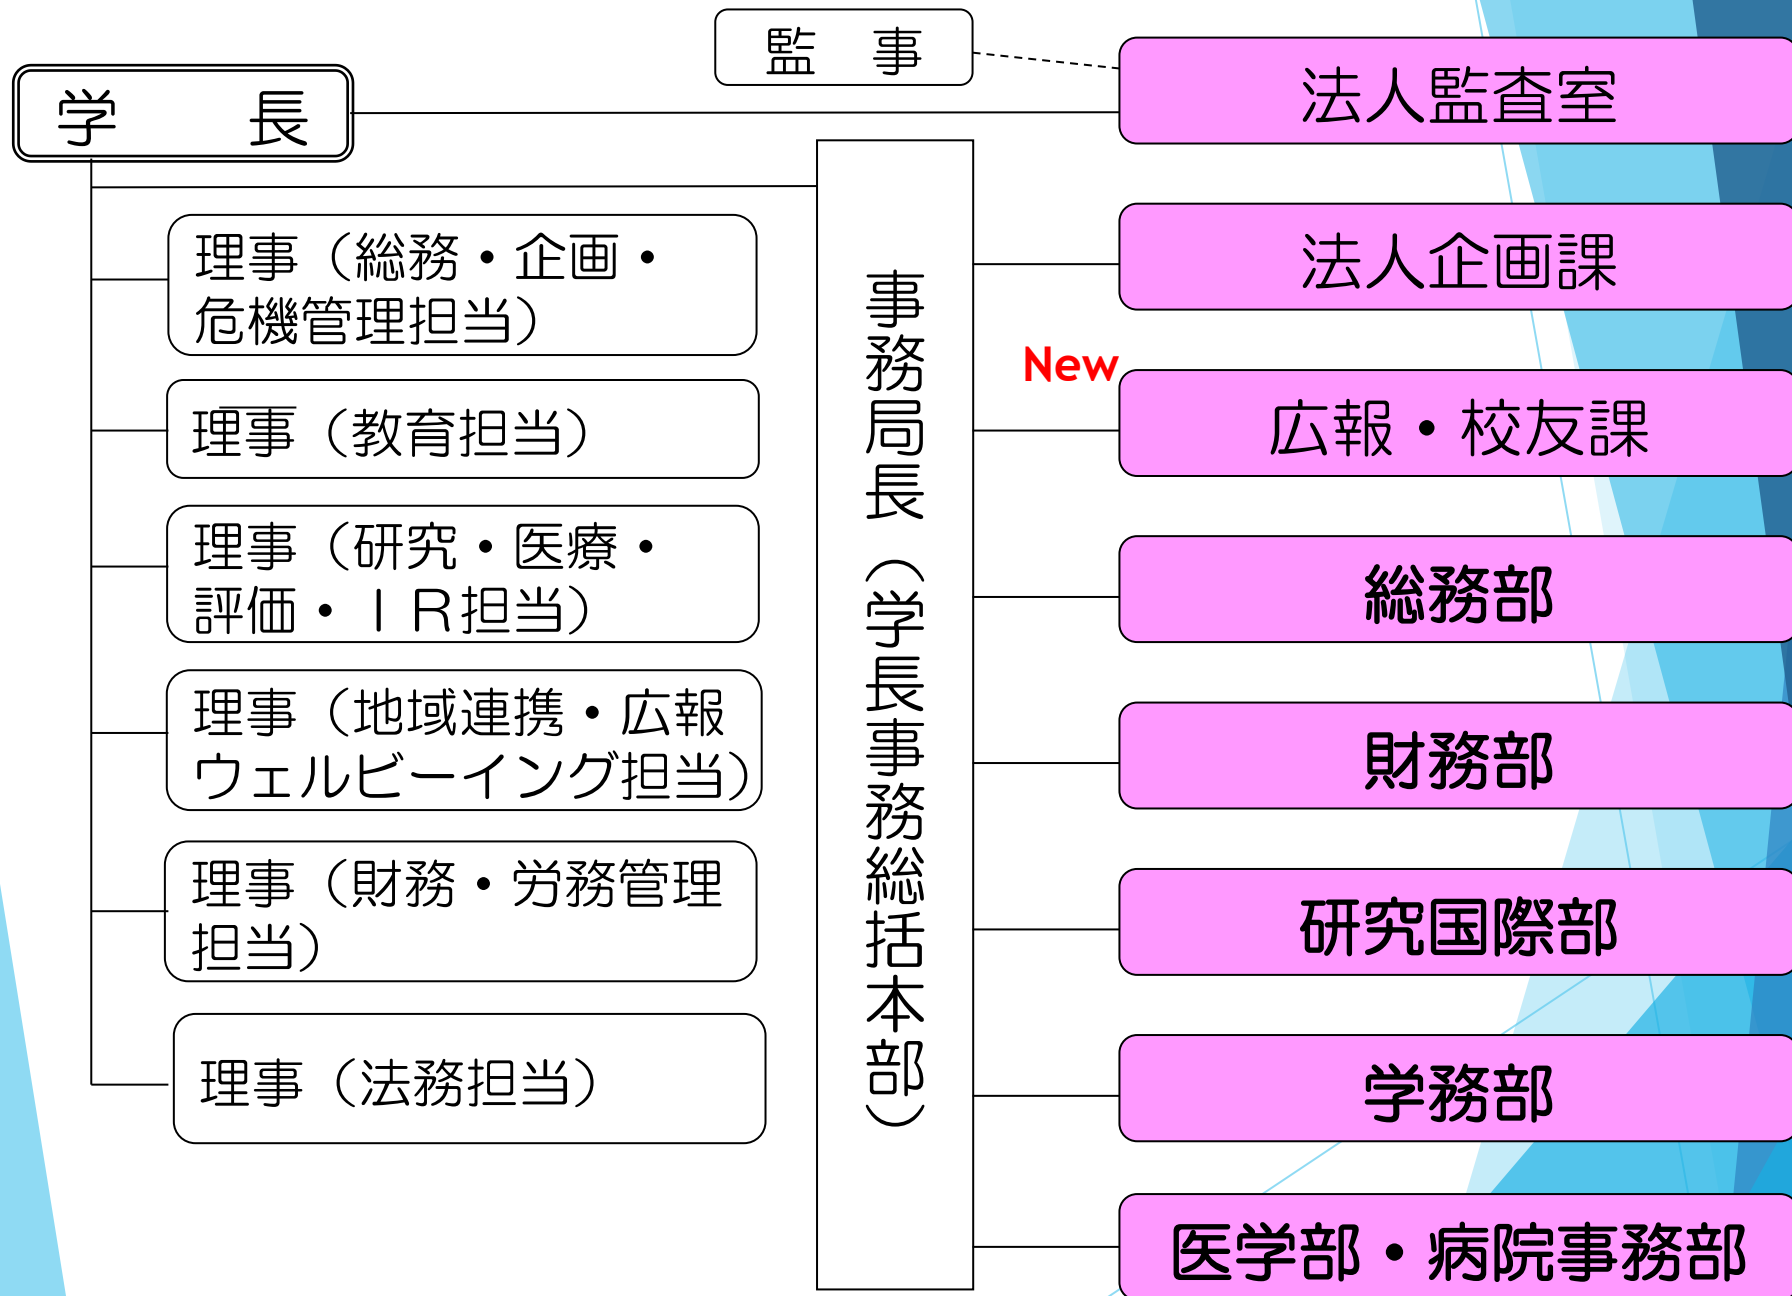 監　事
学　　長
理事（総務・企画・
危機管理担当）
理事（教育担当）
理事（研究・医療・
評価・ＩＲ担当）
理事（地域連携・広報
ウェルビーイング担当）
理事（財務・労務管理
担当）
理事（法務担当）
事務局長（学長事務総括本部）
法人監査室
法人企画課
New
広報・校友課
総務部
財務部
研究国際部
学務部
医学部・病院事務部